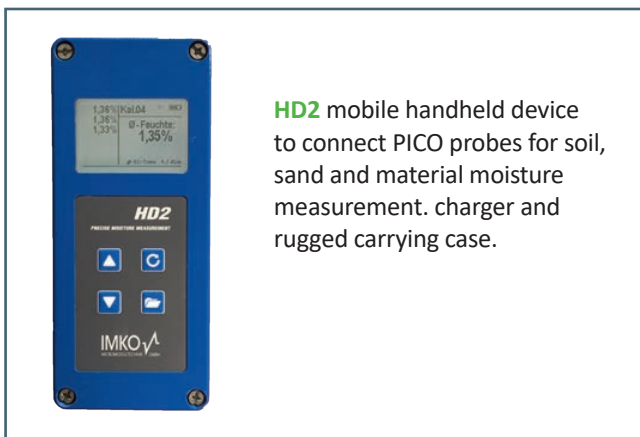 1,36% Kal.04
1,36% Ø-Feuchte:
1,33% 1,35%
HD2
PRECISE MOISTURE MEASUREMENT
IMKO
HD2 mobile handheld device
to connect PICO probes for soil,
sand and material moisture
measurement. charger and
rugged carrying case.